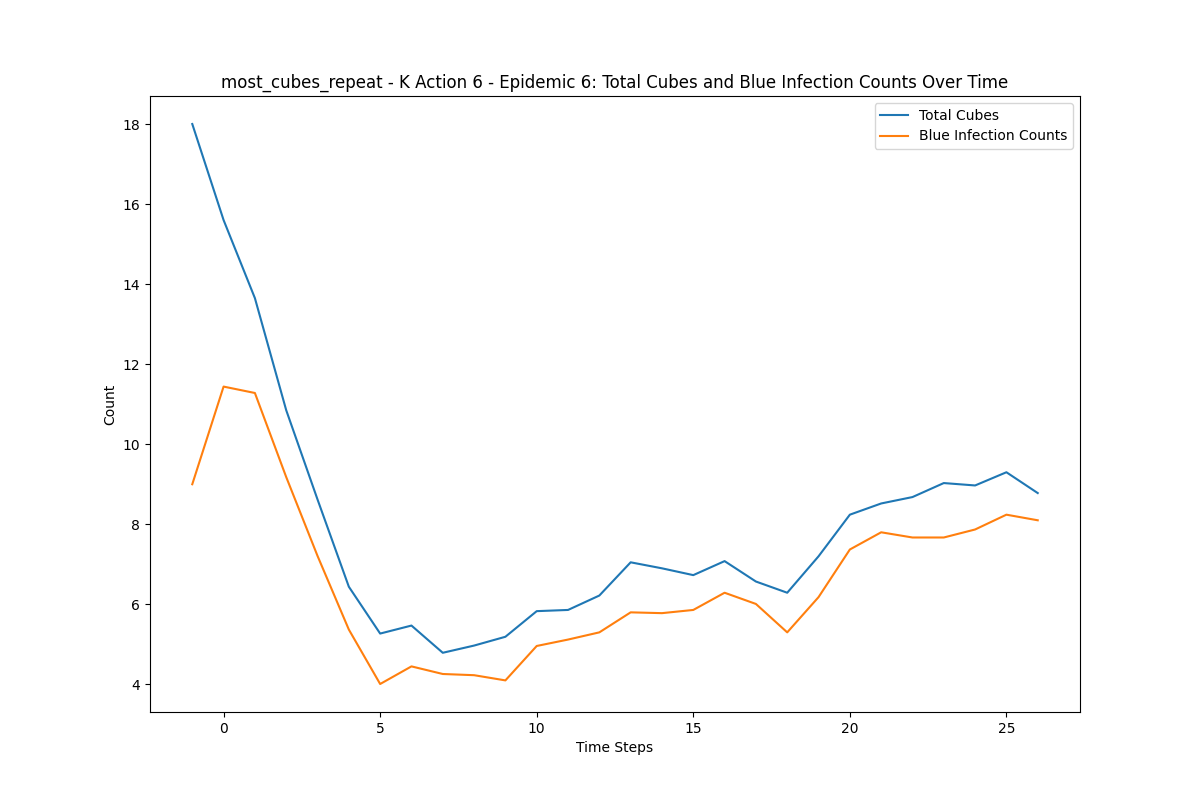 most_cubes_repeat - K Action 6 - Epidemic 6: Total Cubes and Blue Infection Counts Over Time
Total Cubes
Blue Infection Counts
18
16
14
12
10
8
6
4
Count
0 5 10 15 20 25
Time Steps